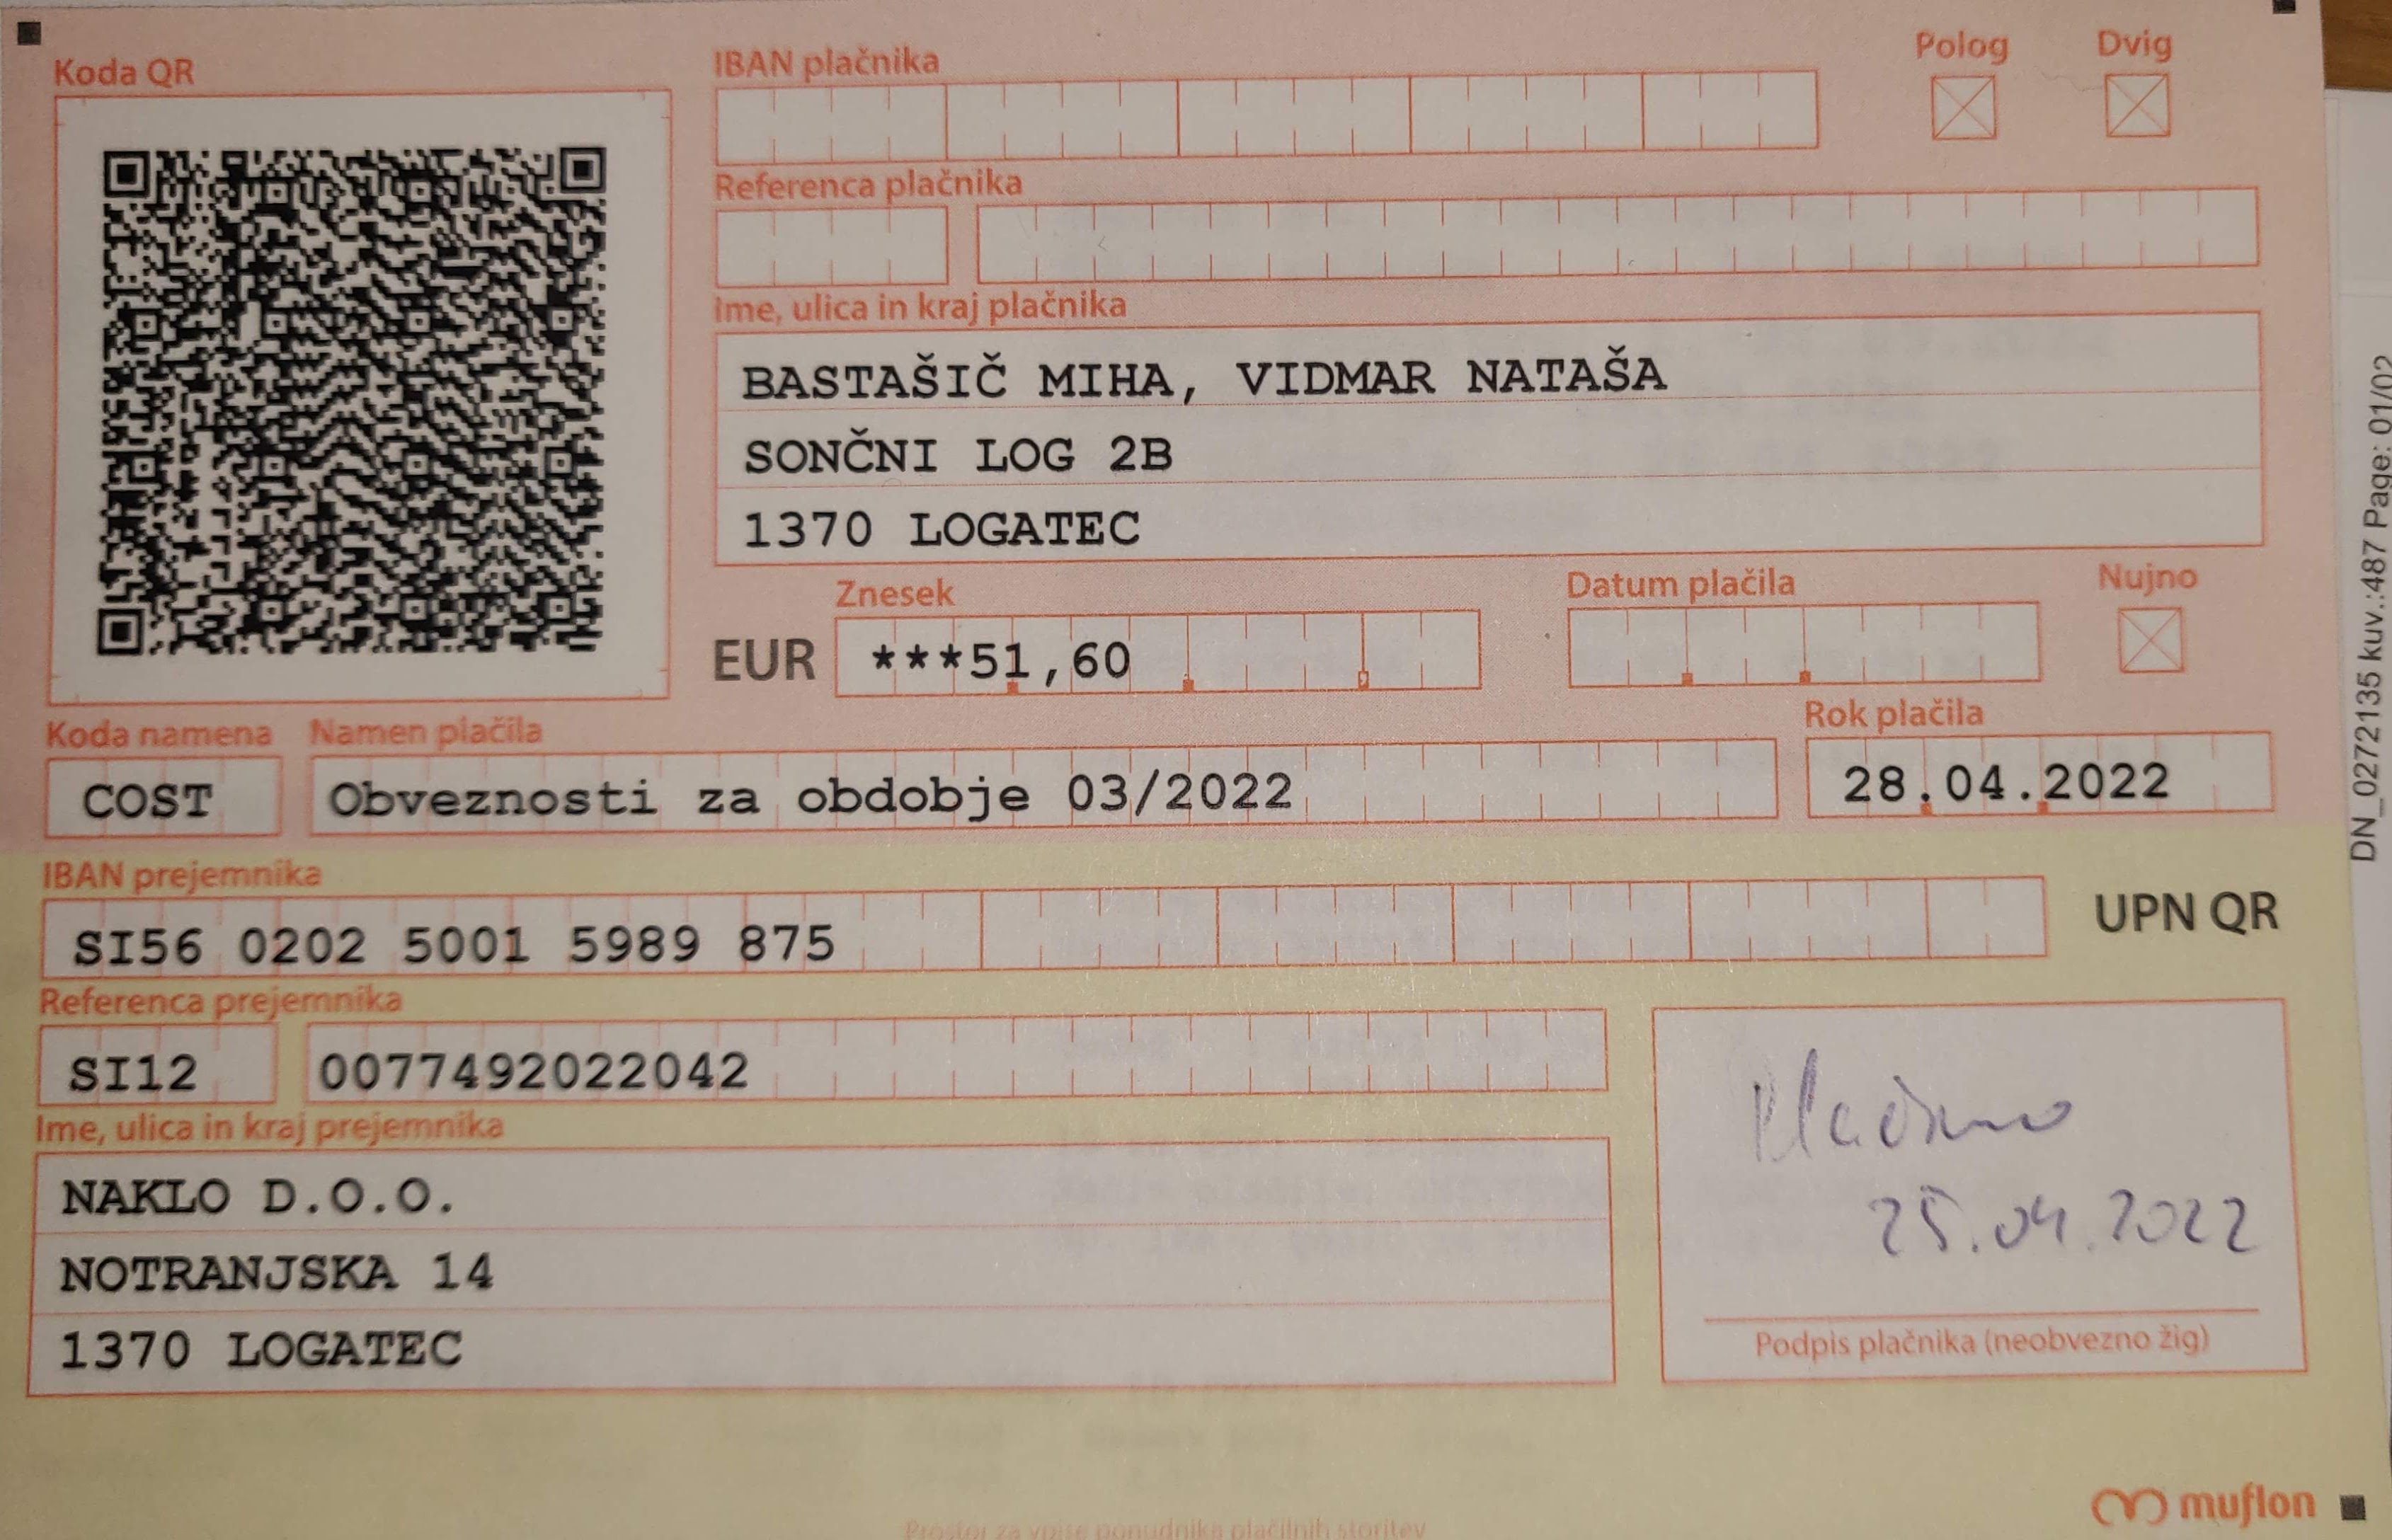 Koda QR
IBAN plačnika
Polog
Dvig
Referenca plačnika
Ime, ulica in kraj plačnika
BASTAŠIČ MIHA, VIDMAR NATAŠA
SONČNI LOG 2B
1370 LOGATEC
Znesek
Datum plačila
Nujno
EUR ***51,60
Koda namena
Namen plačila
Rok plačila
COST
Obveznosti za obdobje 03/2022
28.04.2022
IBAN prejemnika
SI56 0202 5001 5989 875
UPN QR
Referenca prejemnika
SI12 0077492022042
Ime, ulica in kraj prejemnika
NAKLO D.O.O.
NOTRANJSKA 14
1370 LOGATEC
Plačano
25.04.2022
Podpis plačnika (neobvezno žig)
muflon
Prostor za vpise ponudnika plačilnih storitev
DN_0272135 kuv.:487 Page: 01/02